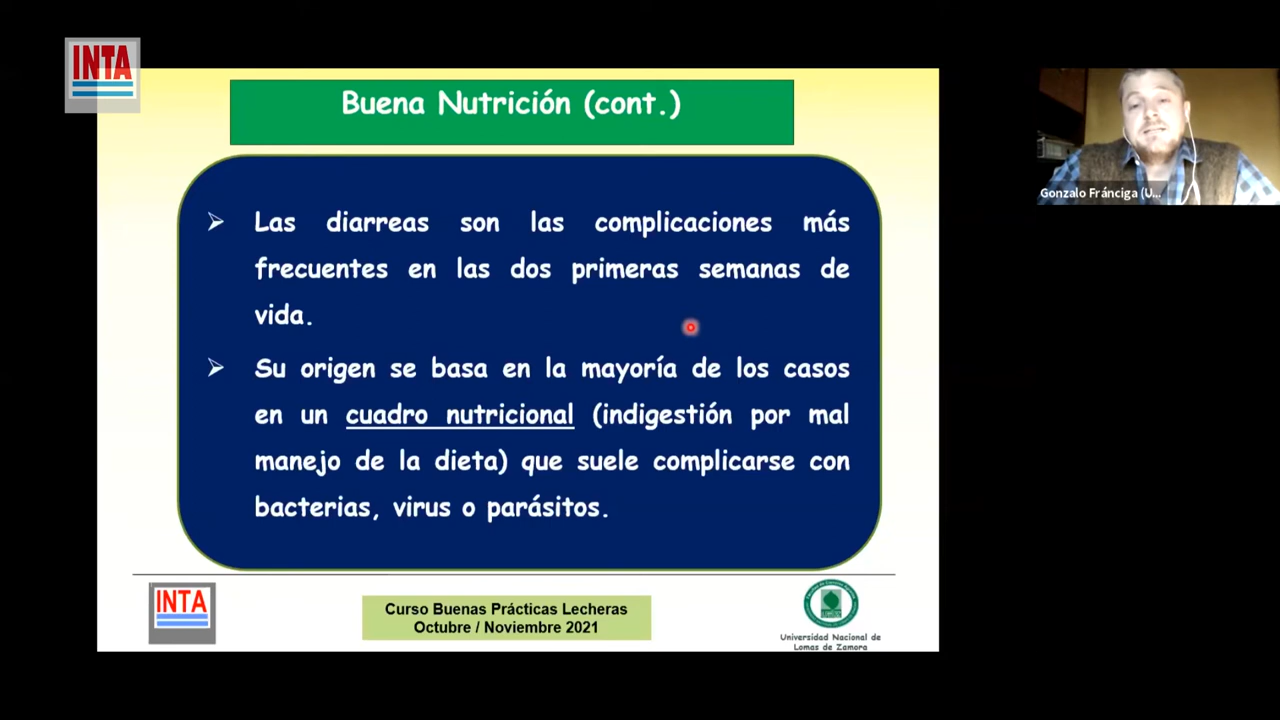 INTA
Buena Nutrición (cont.)
Las diarreas son las complicaciones más
frecuentes en las dos primeras semanas de
vida.
Su origen se basa en la mayoría de los casos
en un cuadro nutricional (indigestión por mal
manejo de la dieta) que suele complicarse con
bacterias, virus o parásitos.
Gonzalo Fránciga (U...
INTA
Curso Buenas Prácticas Lecheras
Octubre / Noviembre 2021
Universidad Nacional de
Lomas de Zamora